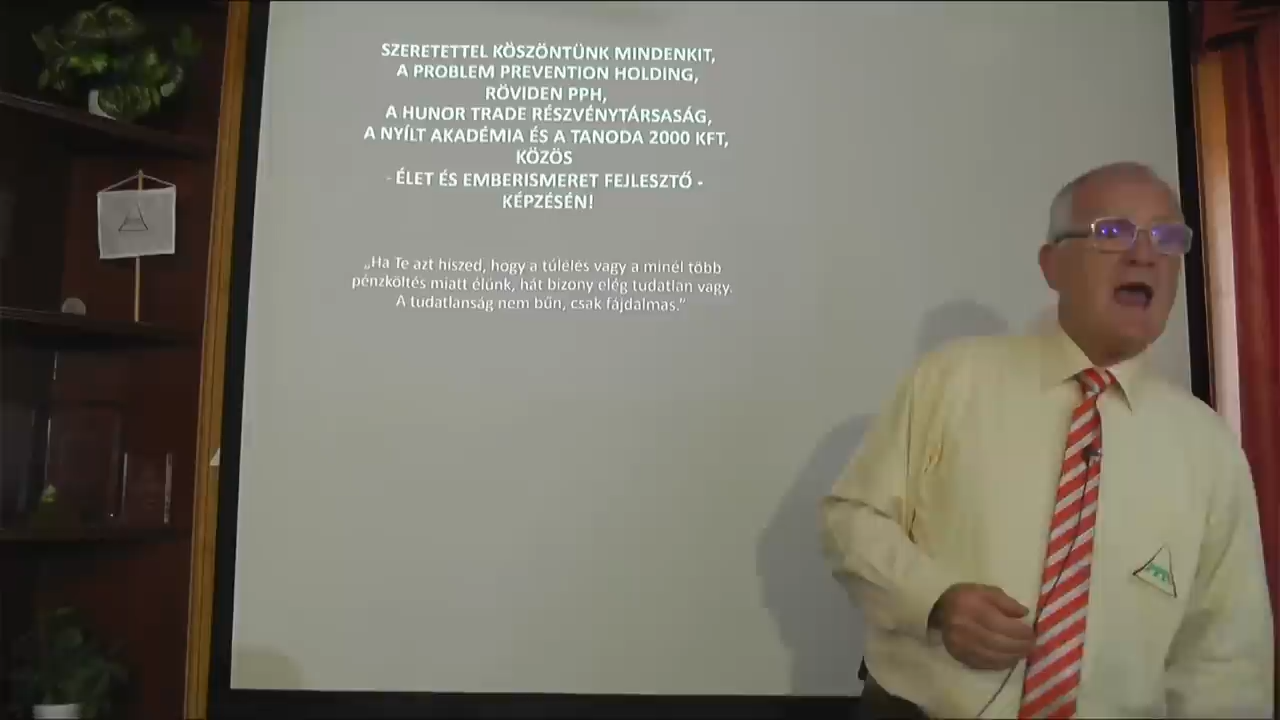 SZERETETTEL KÖSZÖNTÜNK MINDENKIT,
A PROBLEM PREVENTION HOLDING,
RÖVIDEN PPH,
A HUNOR TRADE RÉSZVÉNYTÁRSASÁG,
A NYÍLT AKADÉMIA ÉS A TANODA 2000 KFT,
KÖZÖS
- ÉLET ÉS EMBERISMERET FEJLESZTŐ -
KÉPZÉSÉN!
„Ha Te azt hiszed, hogy a túlélés vagy a minél több
pénzköltés miatt élünk, hát bizony elég tudatlan vagy.
A tudatlanság nem bűn, csak fájdalmas.”